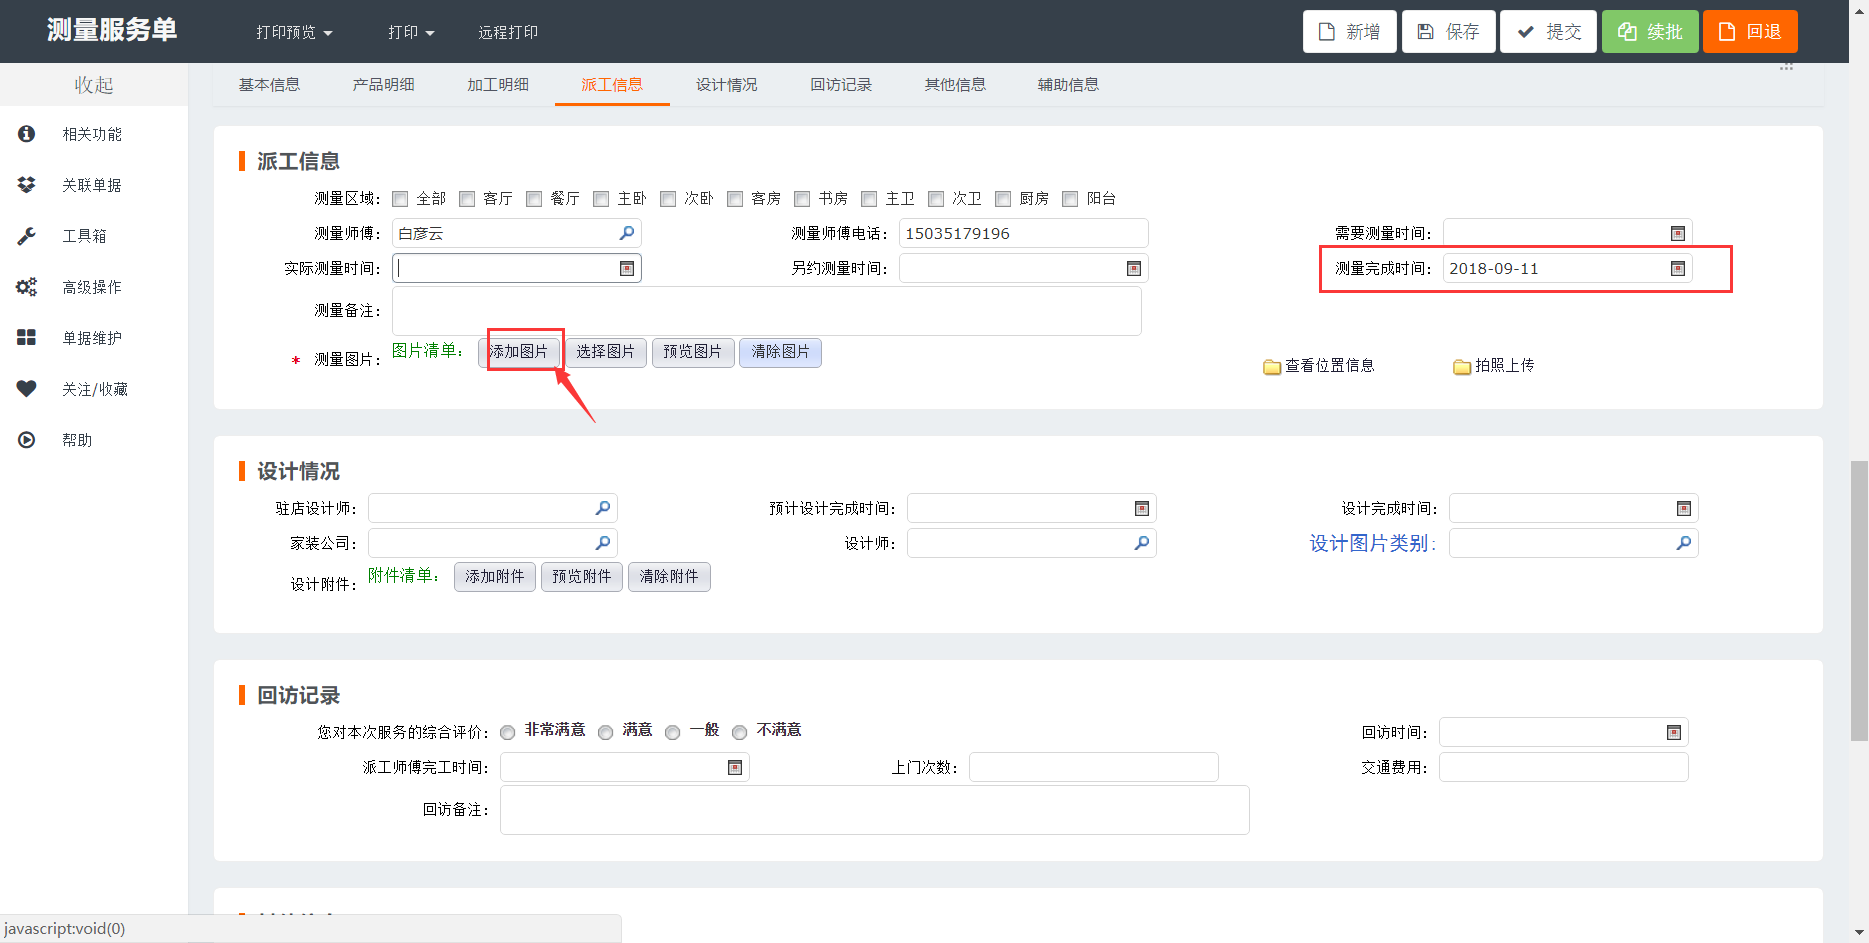 测量服务单 打印预览 打印 远程打印 新增 保存 提交 续批 回退
收起
相关功能
关联单据
工具箱
高级操作
单据维护
关注/收藏
帮助
基本信息 产品明细 加工明细 派工信息 设计情况 回访记录 其他信息 辅助信息
派工信息
测量区域: 全部 客厅 餐厅 主卧 次卧 客房 书房 主卫 次卫 厨房 阳台
测量师傅: 白彦云 测量师傅电话: 15035179196 需要测量时间:
实际测量时间: 另约测量时间: 测量完成时间: 2018-09-11
测量备注:
* 测量图片: 图片清单: 添加图片 选择图片 预览图片 清除图片 查看位置信息 拍照上传
设计情况
驻店设计师: 预计设计完成时间: 设计完成时间:
家装公司: 设计师: 设计图片类别:
设计附件: 附件清单: 添加附件 预览附件 清除附件
回访记录
您对本次服务的综合评价: 非常满意 满意 一般 不满意 回访时间:
派工师傅完工时间: 上门次数: 交通费用:
回访备注:
javascript:void(0)